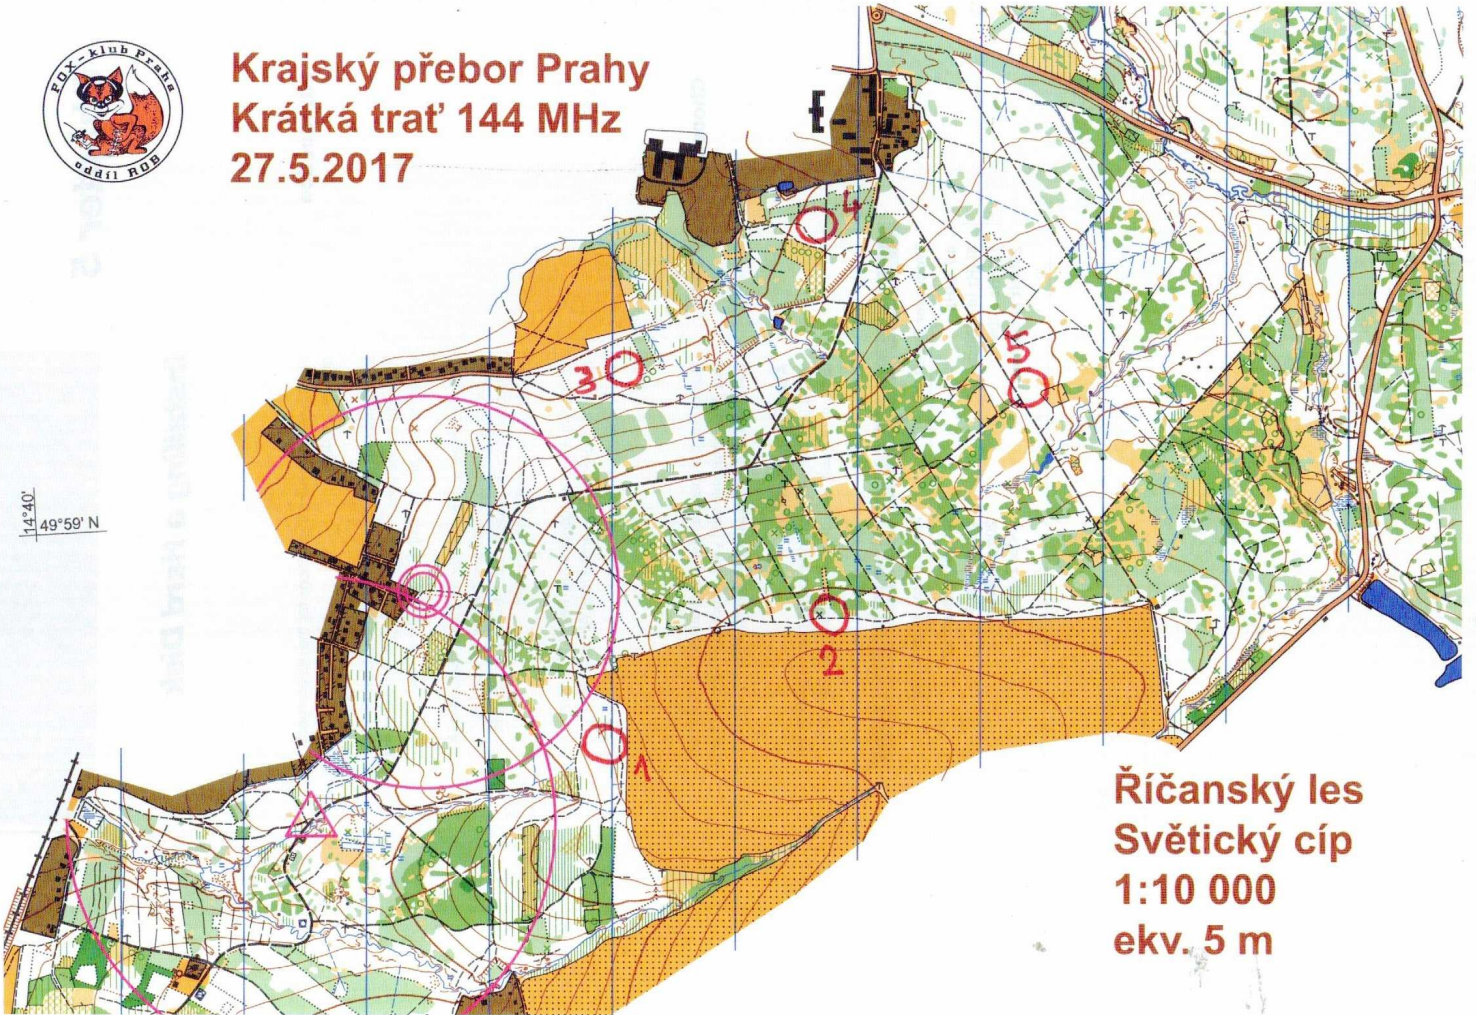 FOX-klub Praha
oddíl ROB
Krajský přebor Prahy
Krátká trať 144 MHz
27.5.2017
4
5
3
2
1
14°40'
49°59' N
Říčanský les
Světický cíp
1:10 000
ekv. 5 m